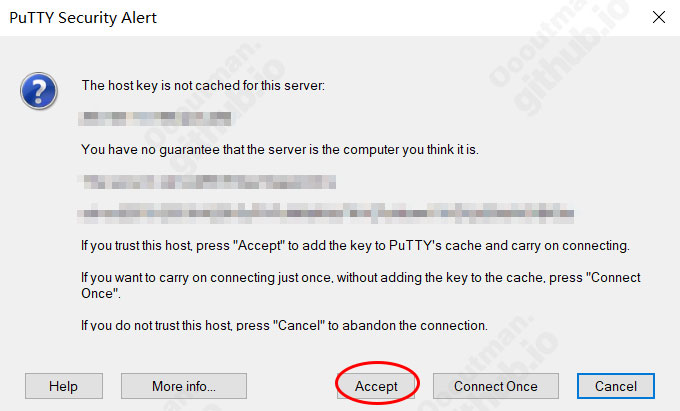 PuTTY Security Alert
The host key is not cached for this server:
You have no guarantee that the server is the computer you think it is.
If you trust this host, press "Accept" to add the key to PuTTY's cache and carry on connecting.
If you want to carry on connecting just once, without adding the key to the cache, press "Connect
Once".
If you do not trust this host, press "Cancel" to abandon the connection.
Help
More info...
Accept
Connect Once
Cancel
Oooutman.
github.io
Oooutman.
github.io